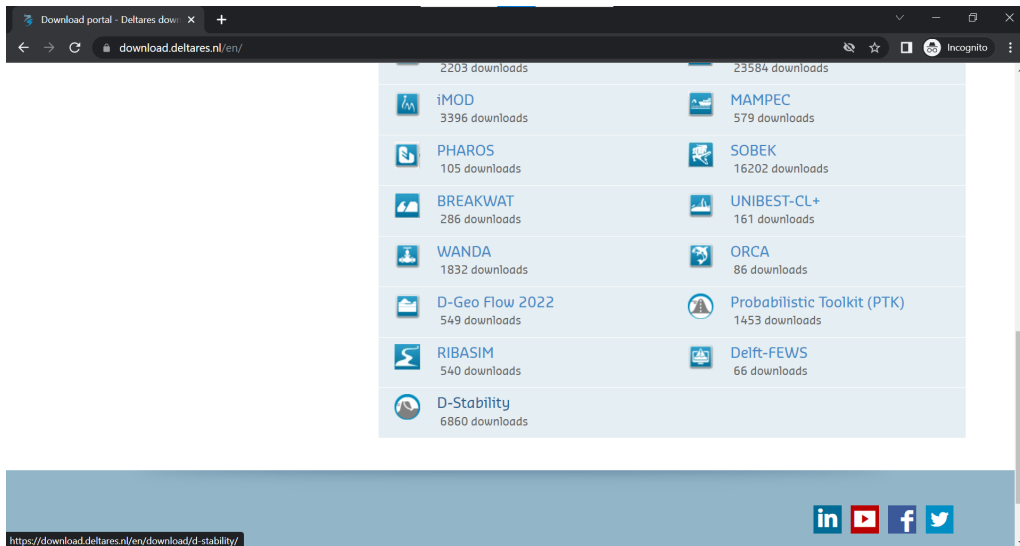 Download portal - Deltares down
download.deltares.nl/en/
Incognito
2203 downloads
23584 downloads
iMOD
3396 downloads
MAMPEC
579 downloads
PHAROS
105 downloads
SOBEK
16202 downloads
BREAKWAT
286 downloads
UNIBEST-CL+
161 downloads
WANDA
1832 downloads
ORCA
86 downloads
D-Geo Flow 2022
549 downloads
Probabilistic Toolkit (PTK)
1453 downloads
RIBASIM
540 downloads
Delft-FEWS
66 downloads
D-Stability
6860 downloads
in
f
https://download.deltares.nl/en/download/d-stability/